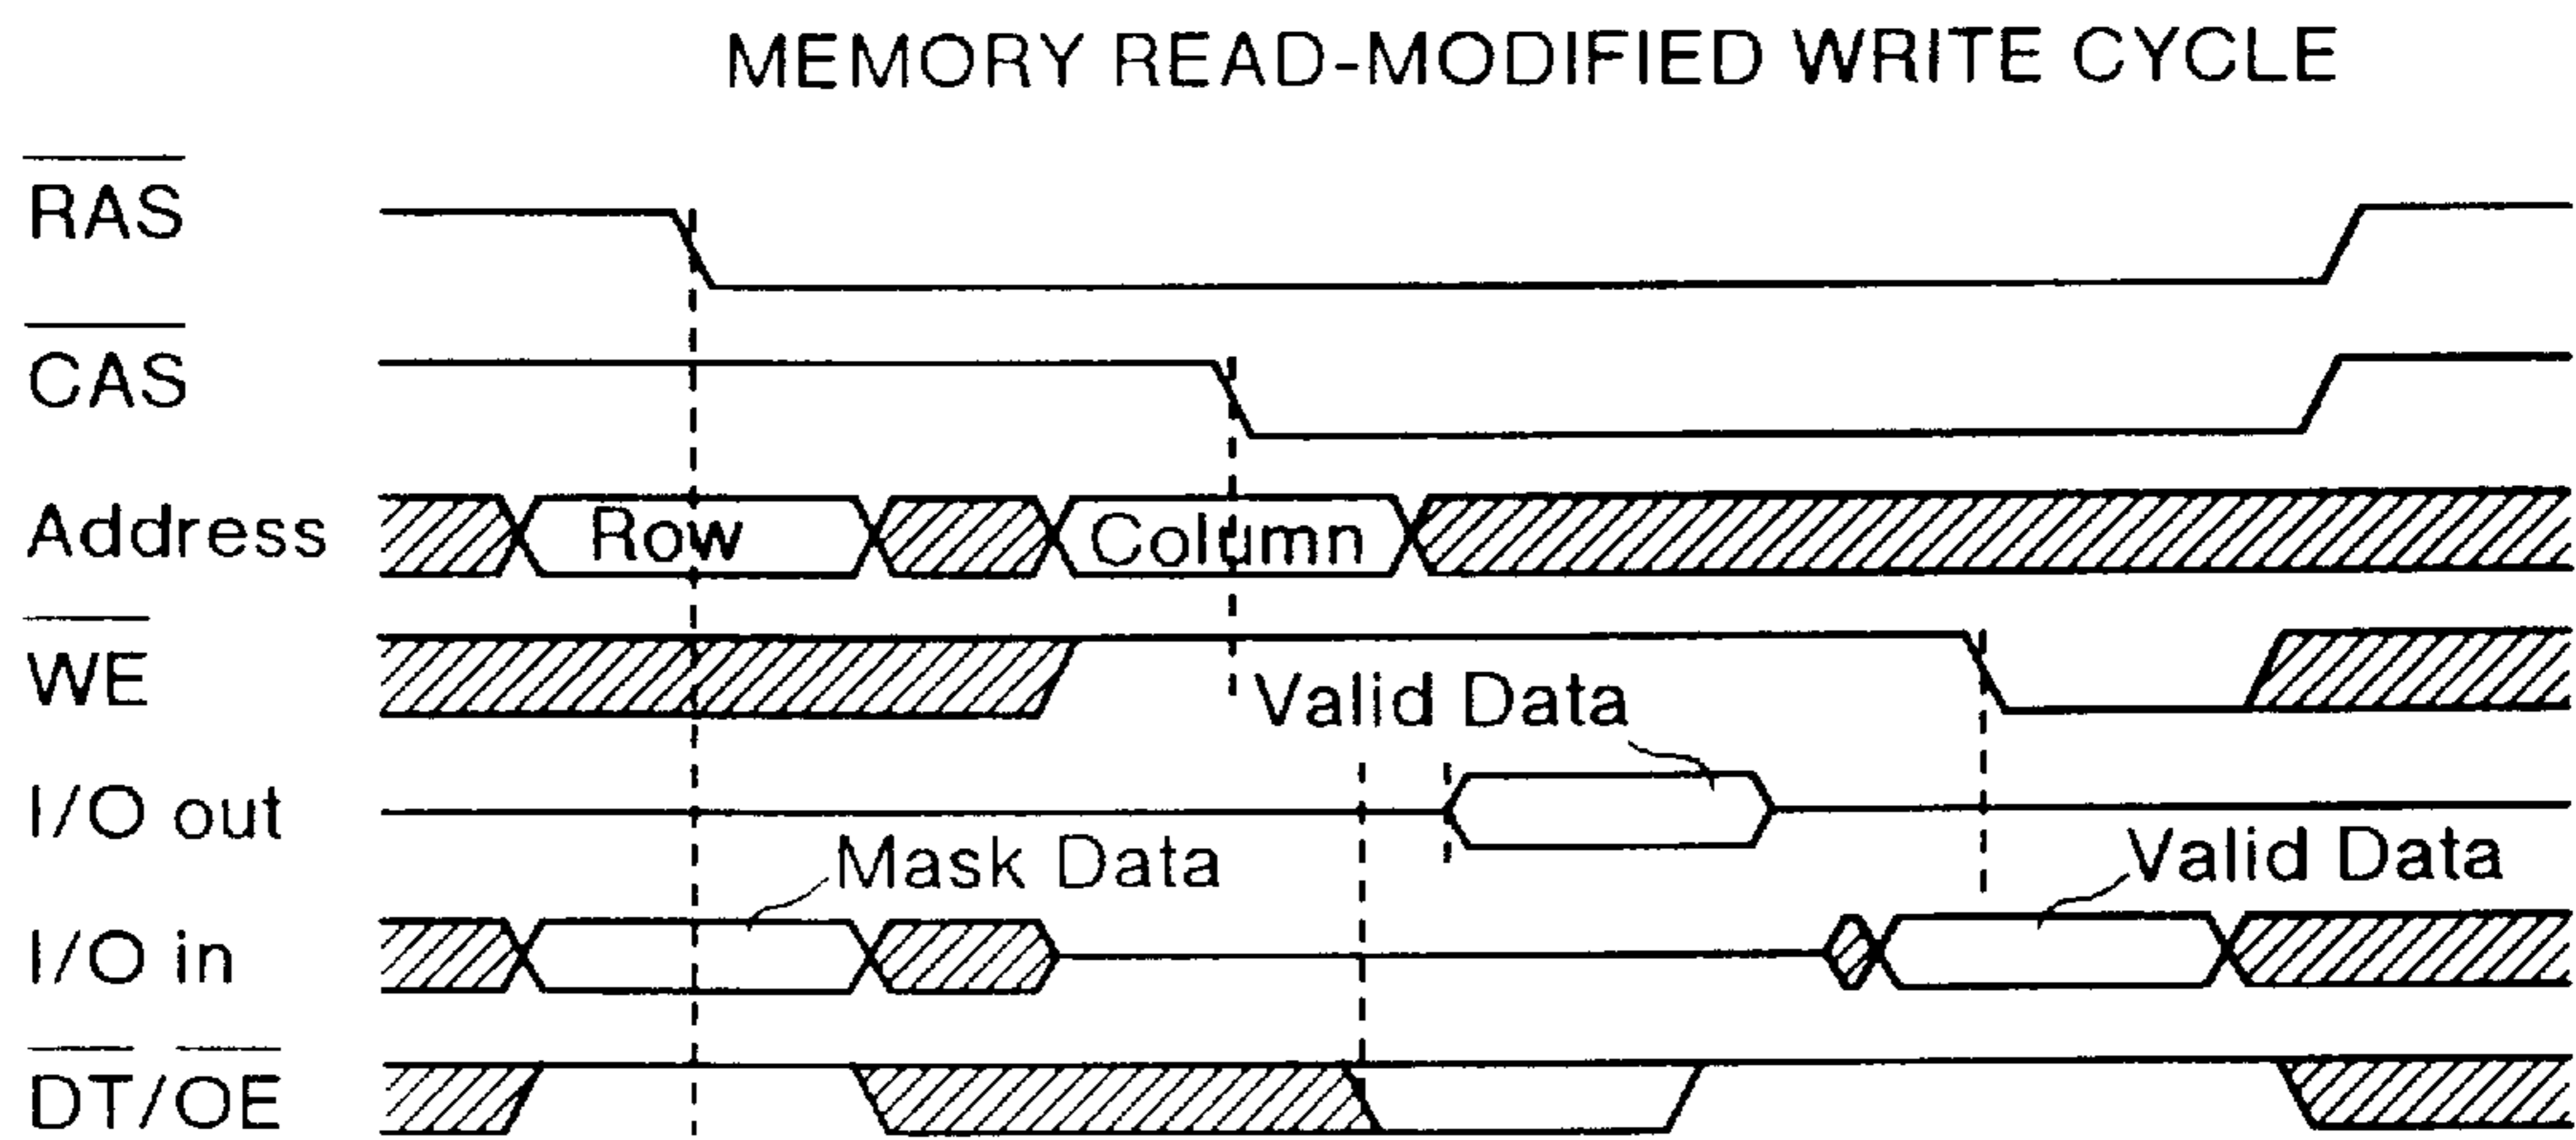 MEMORY READ-MODIFIED WRITE CYCLE
RAS
CAS
Address
Row
Column
WE
Valid Data
I/O out
Mask Data
Valid Data
I/O in
DT/OE